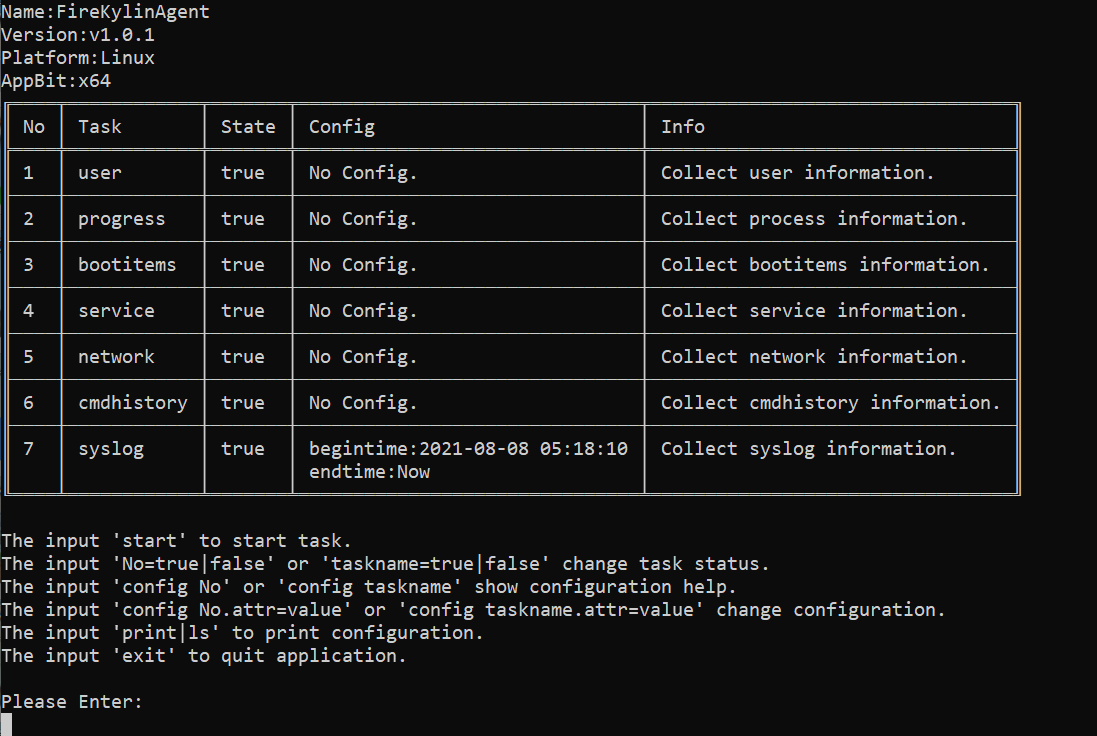 Name:FireKylinAgent
Version:v1.0.1
Platform:Linux
AppBit:x64
No Task State Config Info
1 user true No Config. Collect user information.
2 progress true No Config. Collect process information.
3 bootitems true No Config. Collect bootitems information.
4 service true No Config. Collect service information.
5 network true No Config. Collect network information.
6 cmdhistory true No Config. Collect cmdhistory information.
7 syslog true begintime:2021-08-08 05:18:10 Collect syslog information.
endtime:Now
The input 'start' to start task.
The input 'No=true|false' or 'taskname=true|false' change task status.
The input 'config No' or 'config taskname' show configuration help.
The input 'config No.attr=value' or 'config taskname.attr=value' change configuration.
The input 'print|ls' to print configuration.
The input 'exit' to quit application.
Please Enter: